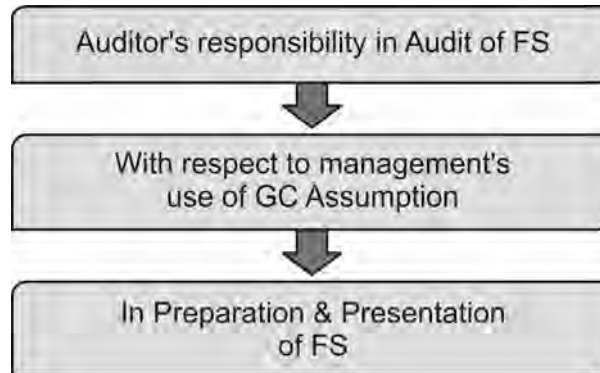 Auditor's responsibility in Audit of FS
With respect to management's
use of GC Assumption
In Preparation & Presentation
of FS